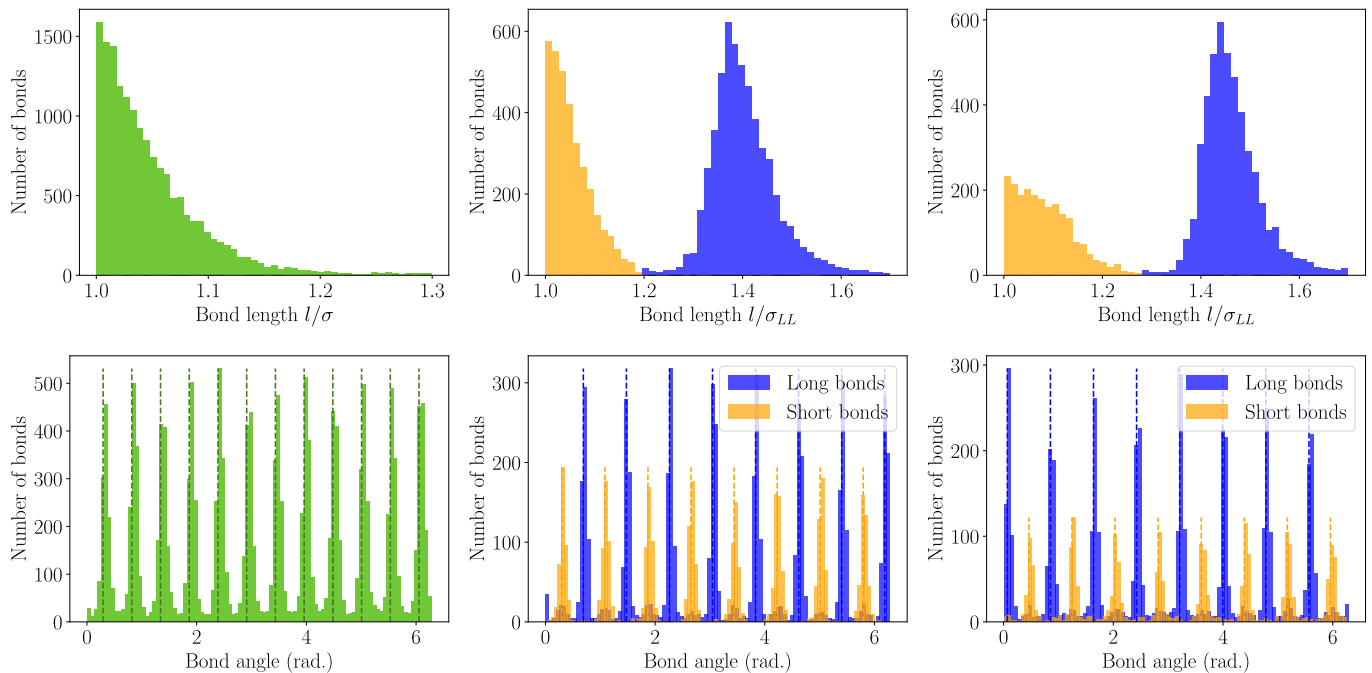 Number of bonds
1500
1000
500
0
1.0 1.1 1.2 1.3
Bond length l/σ
Number of bonds
600
400
200
0
1.0 1.2 1.4 1.6
Bond length l/σ_LL
Number of bonds
600
400
200
0
1.0 1.2 1.4 1.6
Bond length l/σ_LL
Number of bonds
500
400
300
200
100
0
0 2 4 6
Bond angle (rad.)
Number of bonds
300
200
100
0
0 2 4 6
Bond angle (rad.)
Long bonds
Short bonds
Number of bonds
300
200
100
0
0 2 4 6
Bond angle (rad.)
Long bonds
Short bonds